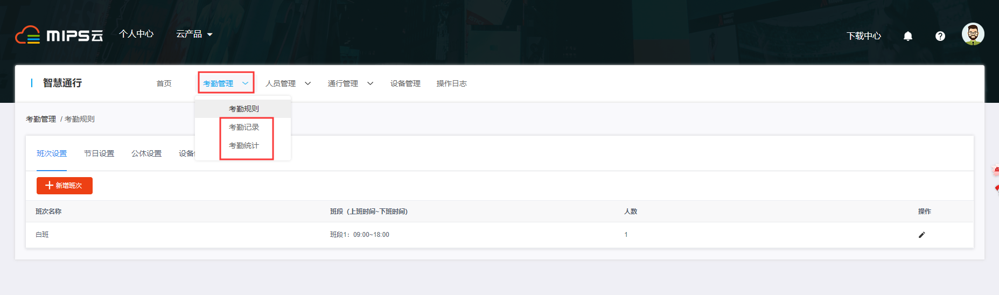 MIPS云 个人中心 云产品 下载中心
智慧通行 首页 考勤管理 人员管理 通行管理 设备管理 操作日志
考勤规则
考勤记录
考勤统计
考勤管理 / 考勤规则
班次设置 节日设置 公休设置 设备
新增班次
班次名称 班段（上班时间~下班时间） 人数 操作
白班 班段1：09:00~18:00 1
点